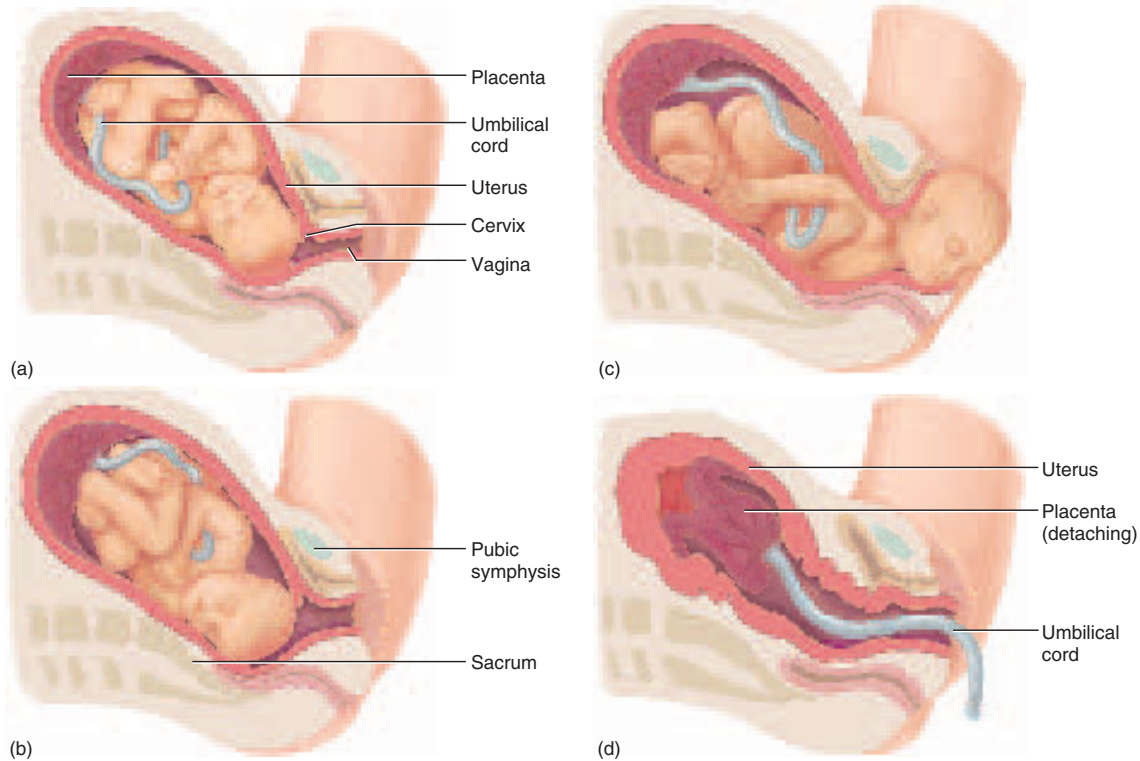 Placenta
Umbilical
cord
Uterus
Cervix
Vagina
(a)
(c)
Pubic
symphysis
Sacrum
(b)
Uterus
Placenta
(detaching)
Umbilical
cord
(d)